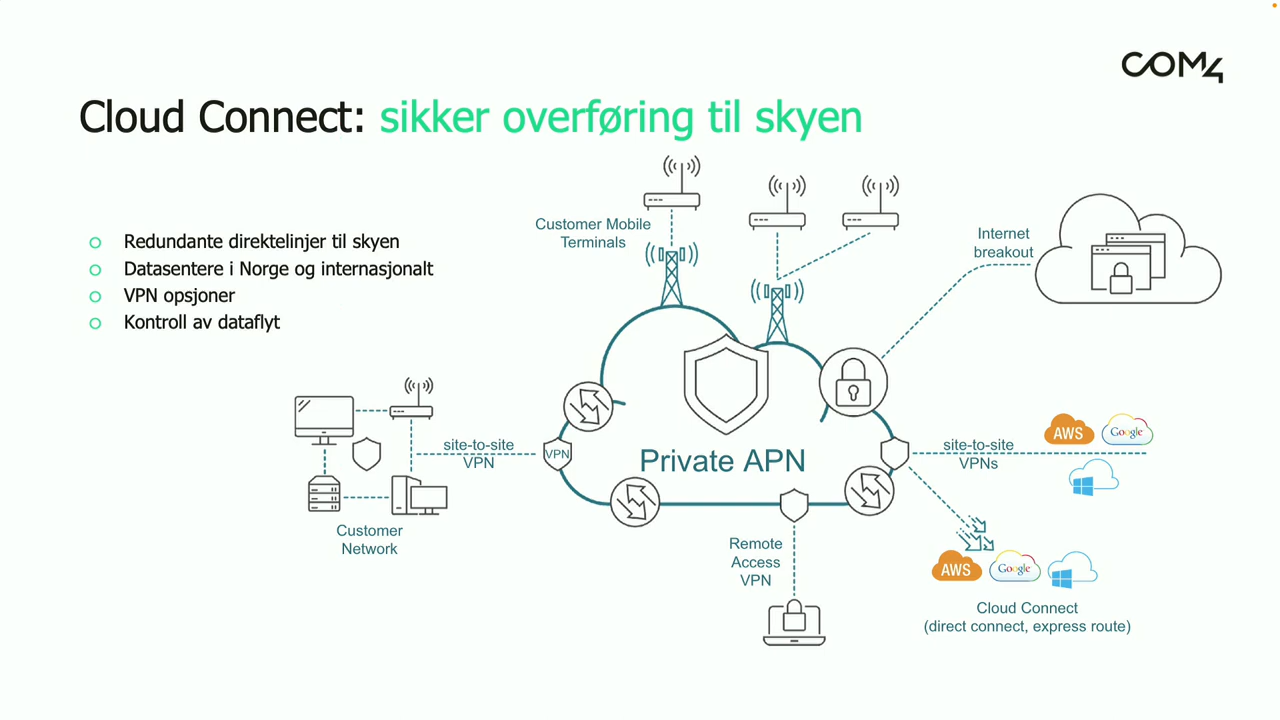 COM4
Cloud Connect: sikker overføring til skyen
Redundante direktelinjer til skyen
Datasentere i Norge og internasjonalt
VPN opsjoner
Kontroll av dataflyt
Customer Mobile
Terminals
Internet
breakout
site-to-site
VPN
VPN
Private APN
site-to-site
VPNs
AWS
Google
Customer
Network
Remote
Access
VPN
AWS
Google
Cloud Connect
(direct connect, express route)